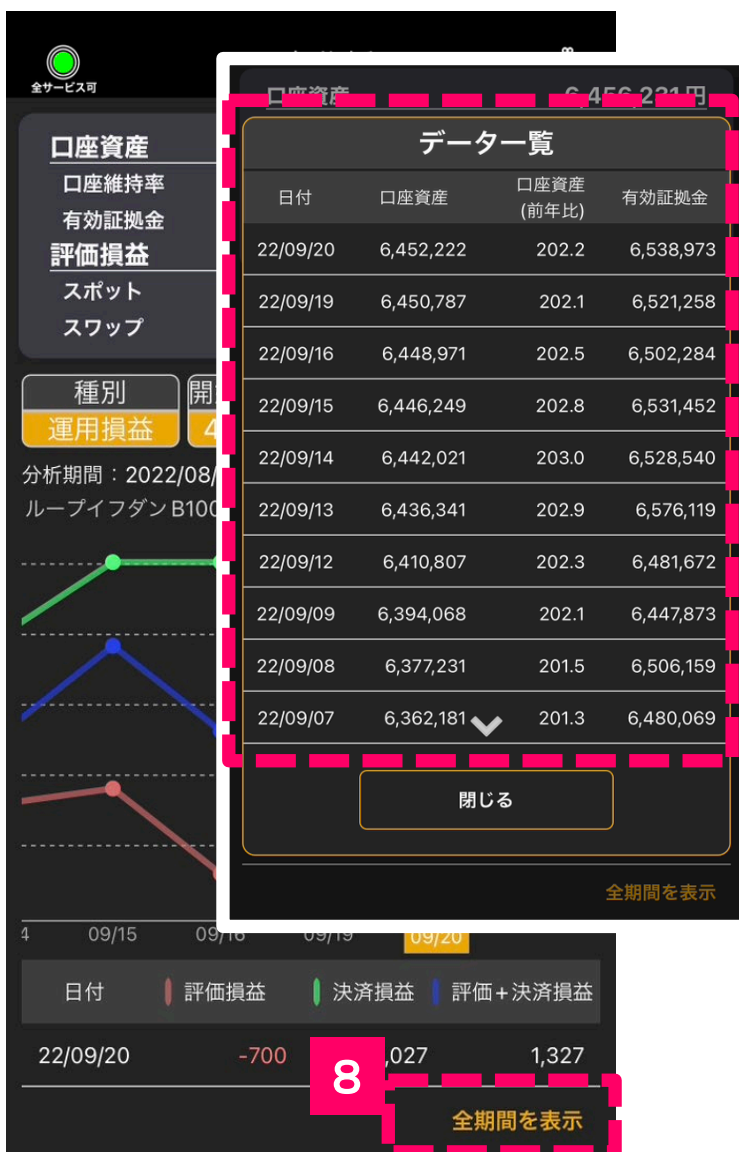 全サービス可
口座資産
口座維持率
有効証拠金
評価損益
スポット
スワップ
種別
運用損益
分析期間：2022/08/
ループイフダン B100
口座資産 6,456,231円
データ一覧
日付 口座資産 口座資産(前年比) 有効証拠金
22/09/20 6,452,222 202.2 6,538,973
22/09/19 6,450,787 202.1 6,521,258
22/09/16 6,448,971 202.5 6,502,284
22/09/15 6,446,249 202.8 6,531,452
22/09/14 6,442,021 203.0 6,528,540
22/09/13 6,436,341 202.9 6,576,119
22/09/12 6,410,807 202.3 6,481,672
22/09/09 6,394,068 202.1 6,447,873
22/09/08 6,377,231 201.5 6,506,159
22/09/07 6,362,181 201.3 6,480,069
閉じる
全期間を表示
4 09/15 09/16 09/19 09/20
日付 評価損益 決済損益 評価+決済損益
22/09/20 -700 ,027 1,327
8
全期間を表示